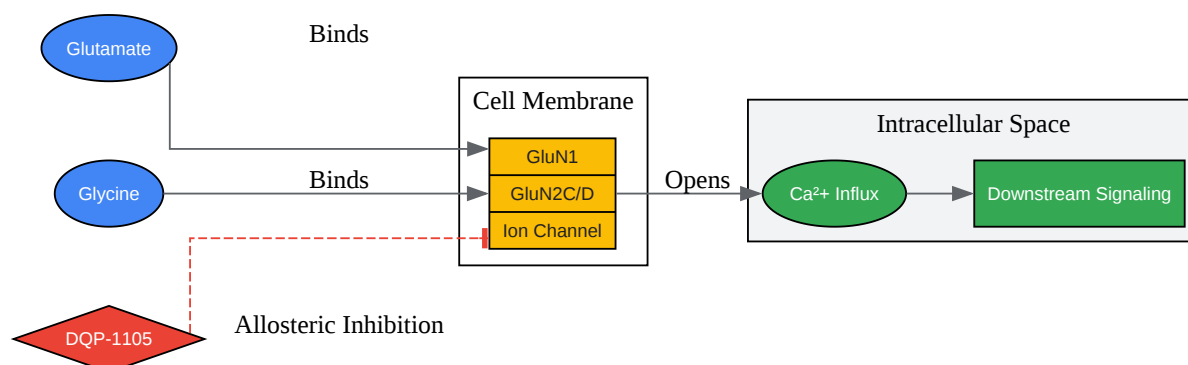 Glutamate
Binds
Cell Membrane
GluN1
Glycine
Binds
GluN2C/D
Ion Channel
Opens
Intracellular Space
Ca²+ Influx
Downstream Signaling
DQP-1105
Allosteric Inhibition